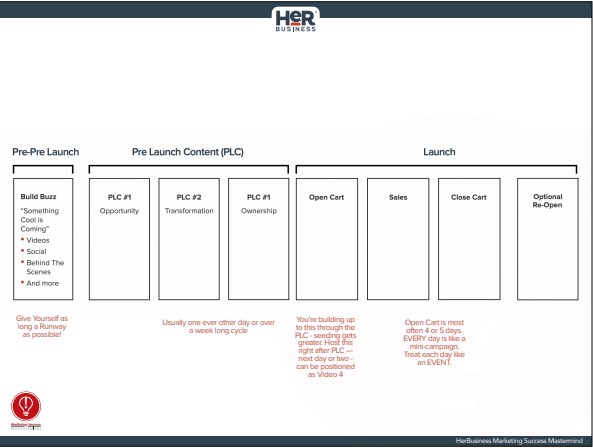 HER
BUSINESS
Pre-Pre Launch
Pre Launch Content (PLC)
Launch
Build Buzz
"Something
Cool is
Coming"
• Videos
• Social
• Behind The
Scenes
• And more
PLC #1
Opportunity
PLC #2
Transformation
PLC #1
Ownership
Open Cart
Sales
Close Cart
Optional
Re-Open
Give Yourself as
long a Runway
as possible!
Usually one ever other day or over
a week long cycle
You're building up
to this through the
PLC - seeding gets
greater. Host this
right after PLC —
next day or two -
can be positioned
as Video 4
Open Cart is most
often 4 or 5 days.
EVERY day is like a
mini-campaign.
Treat each day like
an EVENT.
Marketing Success
HerBusiness Marketing Success Mastermind